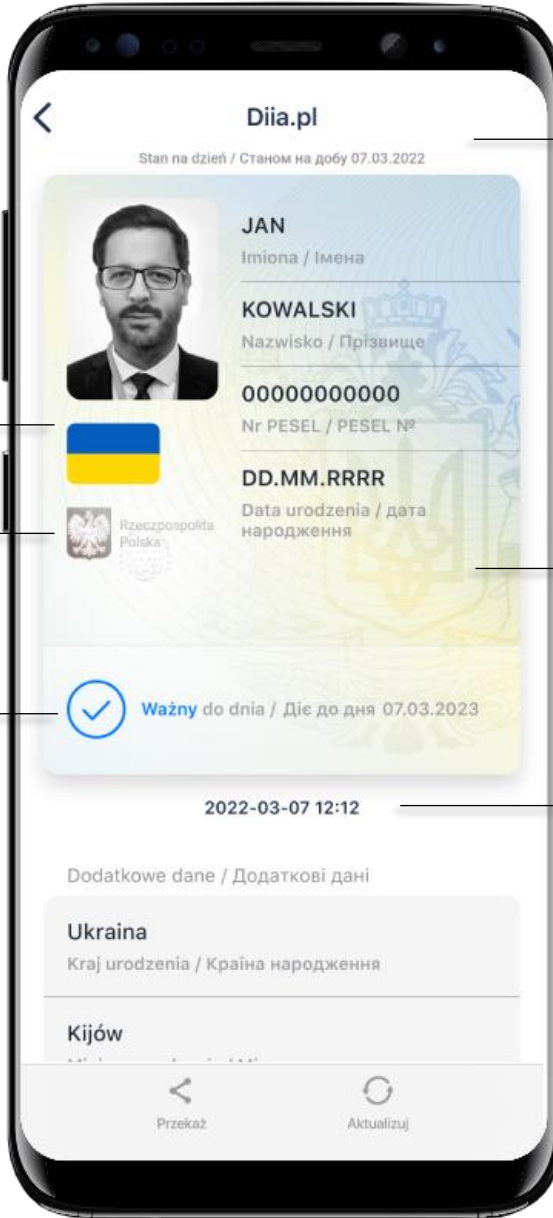 Diia.pl
Stan na dzień / Станом на добу 07.03.2022
JAN
Imiona / Імена
KOWALSKI
Nazwisko / Прізвище
00000000000
Nr PESEL / PESEL №
DD.MM.RRRR
Data urodzenia / дата
народження
Rzeczpospolita
Polska
Ważny do dnia / Діє до дня 07.03.2023
2022-03-07 12:12
Dodatkowe dane / Додаткові дані
Ukraina
Kraj urodzenia / Країна народження
Kijów
Przekaż
Aktualizuj